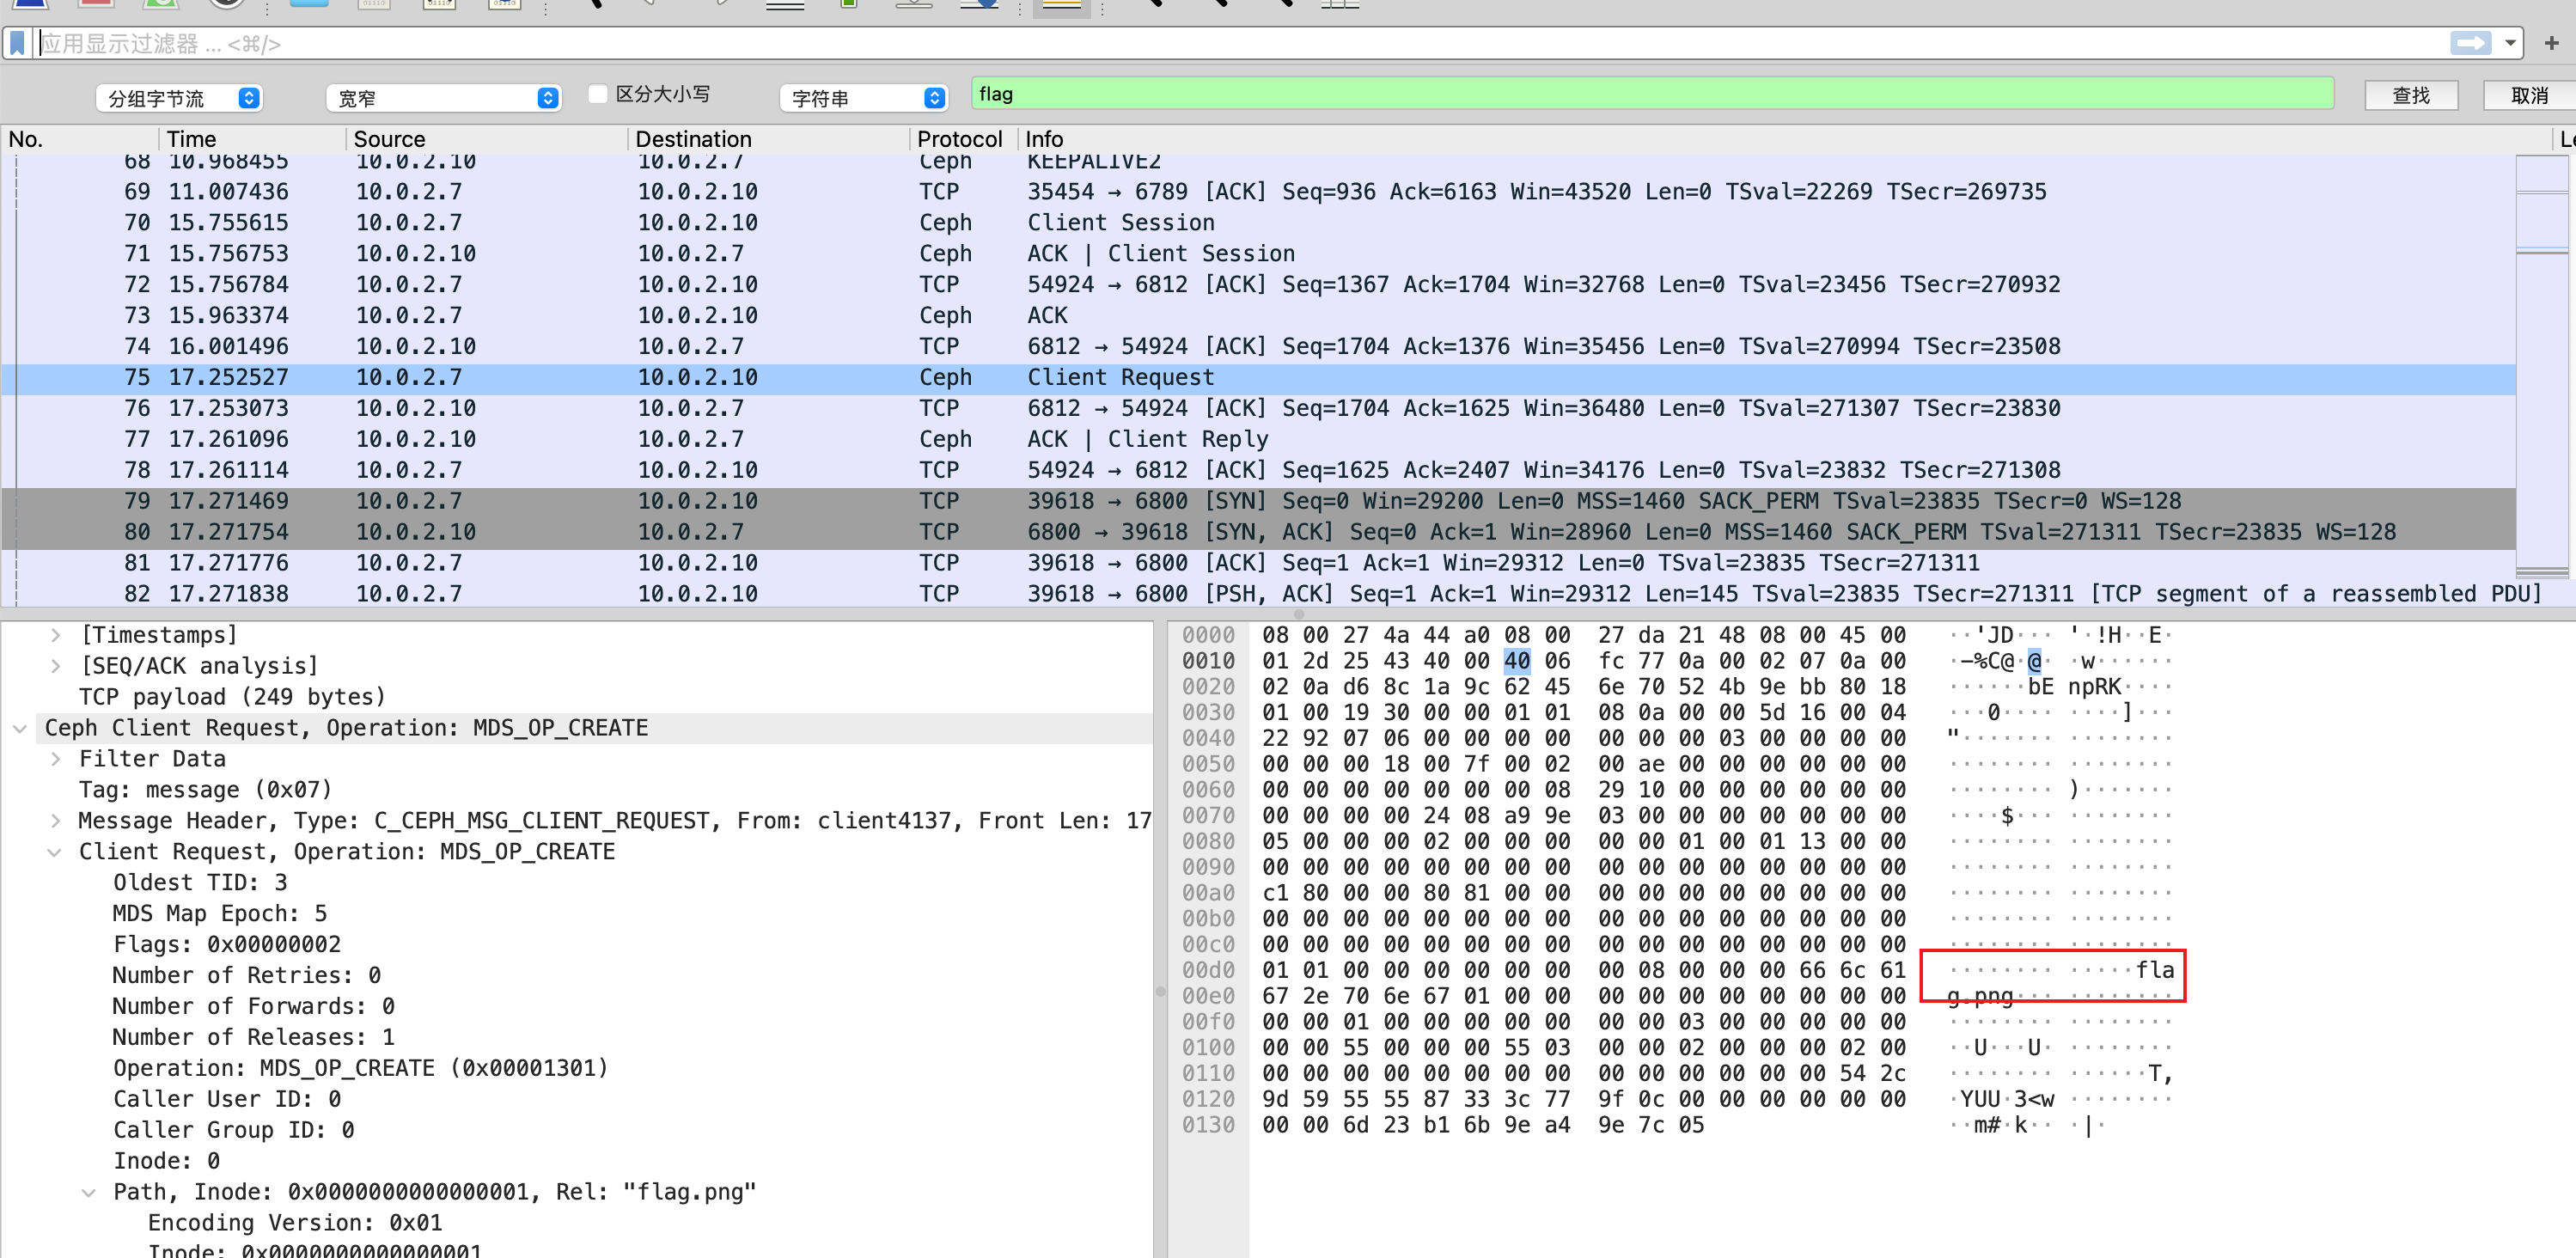 应用显示过滤器 ... <⌘/>
分组字节流 宽窄 区分大小写 字符串 flag 查找 取消
No. Time Source Destination Protocol Info
68 10.968455 10.0.2.10 10.0.2.7 Ceph KEEPALIVE2
69 11.007436 10.0.2.7 10.0.2.10 TCP 35454 → 6789 [ACK] Seq=936 Ack=6163 Win=43520 Len=0 TSval=22269 TSecr=269735
70 15.755615 10.0.2.7 10.0.2.10 Ceph Client Session
71 15.756753 10.0.2.10 10.0.2.7 Ceph ACK | Client Session
72 15.756784 10.0.2.7 10.0.2.10 TCP 54924 → 6812 [ACK] Seq=1367 Ack=1704 Win=32768 Len=0 TSval=23456 TSecr=270932
73 15.963374 10.0.2.7 10.0.2.10 Ceph ACK
74 16.001496 10.0.2.10 10.0.2.7 TCP 6812 → 54924 [ACK] Seq=1704 Ack=1376 Win=35456 Len=0 TSval=270994 TSecr=23508
75 17.252527 10.0.2.7 10.0.2.10 Ceph Client Request
76 17.253073 10.0.2.10 10.0.2.7 TCP 6812 → 54924 [ACK] Seq=1704 Ack=1625 Win=36480 Len=0 TSval=271307 TSecr=23830
77 17.261096 10.0.2.10 10.0.2.7 Ceph ACK | Client Reply
78 17.261114 10.0.2.7 10.0.2.10 TCP 54924 → 6812 [ACK] Seq=1625 Ack=2407 Win=34176 Len=0 TSval=23832 TSecr=271308
79 17.271469 10.0.2.7 10.0.2.10 TCP 39618 → 6800 [SYN] Seq=0 Win=29200 Len=0 MSS=1460 SACK_PERM TSval=23835 TSecr=0 WS=128
80 17.271754 10.0.2.10 10.0.2.7 TCP 6800 → 39618 [SYN, ACK] Seq=0 Ack=1 Win=28960 Len=0 MSS=1460 SACK_PERM TSval=271311 TSecr=23835 WS=128
81 17.271776 10.0.2.7 10.0.2.10 TCP 39618 → 6800 [ACK] Seq=1 Ack=1 Win=29312 Len=0 TSval=23835 TSecr=271311
82 17.271838 10.0.2.7 10.0.2.10 TCP 39618 → 6800 [PSH, ACK] Seq=1 Ack=1 Win=29312 Len=145 TSval=23835 TSecr=271311 [TCP segment of a reassembled PDU]
[Timestamps]
[SEQ/ACK analysis]
TCP payload (249 bytes)
Ceph Client Request, Operation: MDS_OP_CREATE
Filter Data
Tag: message (0x07)
Message Header, Type: C_CEPH_MSG_CLIENT_REQUEST, From: client4137, Front Len: 17
Client Request, Operation: MDS_OP_CREATE
Oldest TID: 3
MDS Map Epoch: 5
Flags: 0x00000002
Number of Retries: 0
Number of Forwards: 0
Number of Releases: 1
Operation: MDS_OP_CREATE (0x00001301)
Caller User ID: 0
Caller Group ID: 0
Inode: 0
Path, Inode: 0x0000000000000001, Rel: "flag.png"
Encoding Version: 0x01
Inode: 0x0000000000000001
0000 08 00 27 4a 44 a0 08 00 27 da 21 48 08 00 45 00 ··'JD··· '·!H··E·
0010 01 2d 25 43 40 00 40 06 fc 77 0a 00 02 07 0a 00 ·-%C@·@· ·w······
0020 02 0a d6 8c 1a 9c 62 45 6e 70 52 4b 9e bb 80 18 ······bE npRK····
0030 01 00 19 30 00 00 01 01 08 0a 00 00 5d 16 00 04 ···0···· ····]···
0040 22 92 07 06 00 00 00 00 00 00 00 03 00 00 00 00 "······· ········
0050 00 00 00 18 00 7f 00 02 00 ae 00 00 00 00 00 00 ········ ········
0060 00 00 00 00 00 00 00 08 29 10 00 00 00 00 00 00 ········ )·······
0070 00 00 00 00 24 08 a9 9e 03 00 00 00 00 00 00 00 ····$··· ········
0080 05 00 00 00 02 00 00 00 00 00 01 00 01 13 00 00 ········ ········
0090 00 00 00 00 00 00 00 00 00 00 00 00 00 00 00 00 ········ ········
00a0 c1 80 00 00 80 81 00 00 00 00 00 00 00 00 00 00 ········ ········
00b0 00 00 00 00 00 00 00 00 00 00 00 00 00 00 00 00 ········ ········
00c0 00 00 00 00 00 00 00 00 00 00 00 00 00 00 00 00 ········ ········
00d0 01 01 00 00 00 00 00 00 00 08 00 00 00 66 6c 61 ········ ·····fla
00e0 67 2e 70 6e 67 01 00 00 00 00 00 00 00 00 00 00 g.png··· ········
00f0 00 00 01 00 00 00 00 00 00 00 03 00 00 00 00 00 ········ ········
0100 00 00 55 00 00 00 55 03 00 00 02 00 00 00 02 00 ··U···U· ········
0110 00 00 00 00 00 00 00 00 00 00 00 00 00 00 54 2c ········ ······T,
0120 9d 59 55 55 87 33 3c 77 9f 0c 00 00 00 00 00 00 ·YUU·3<w ········
0130 00 00 6d 23 b1 6b 9e a4 9e 7c 05 ··m#·k·· ·|·